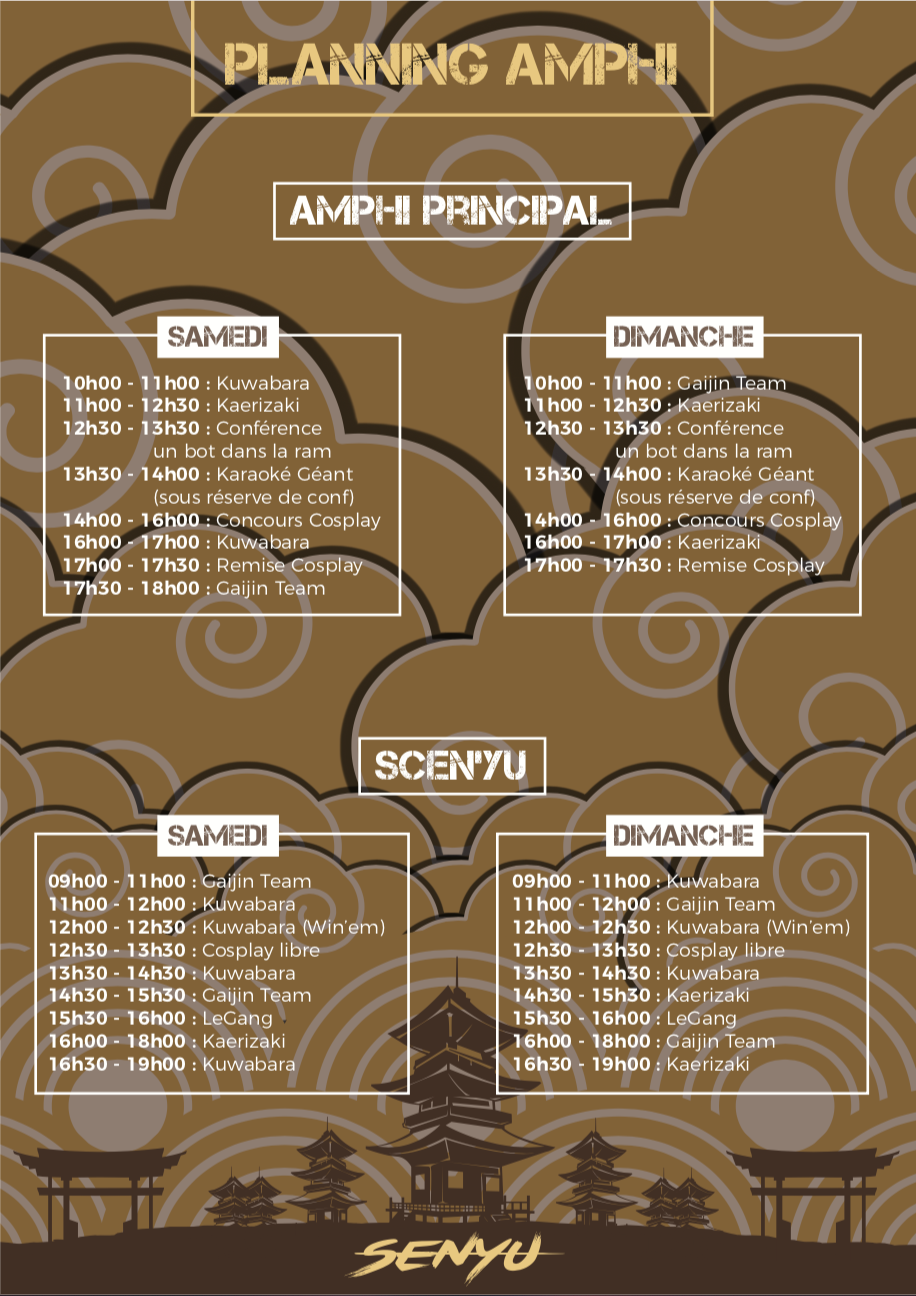 PLANNING AMPHI
AMPHI PRINCIPAL
SAMEDI
10h00 - 11h00 : Kuwabara
11h00 - 12h30 : Kaerizaki
12h30 - 13h30 : Conférence
un bot dans la ram
13h30 - 14h00 : Karaoké Géant
(sous réserve de conf)
14h00 - 16h00 : Concours Cosplay
16h00 - 17h00 : Kuwabara
17h00 - 17h30 : Remise Cosplay
17h30 - 18h00 : Gaijin Team
DIMANCHE
10h00 - 11h00 : Gaijin Team
11h00 - 12h30 : Kaerizaki
12h30 - 13h30 : Conférence
un bot dans la ram
13h30 - 14h00 : Karaoké Géant
(sous réserve de conf)
14h00 - 16h00 : Concours Cosplay
16h00 - 17h00 : Kaerizaki
17h00 - 17h30 : Remise Cosplay
SCEN'YU
SAMEDI
09h00 - 11h00 : Gaijin Team
11h00 - 12h00 : Kuwabara
12h00 - 12h30 : Kuwabara (Win'em)
12h30 - 13h30 : Cosplay libre
13h30 - 14h30 : Kuwabara
14h30 - 15h30 : Gaijin Team
15h30 - 16h00 : LeGang
16h00 - 18h00 : Kaerizaki
16h30 - 19h00 : Kuwabara
DIMANCHE
09h00 - 11h00 : Kuwabara
11h00 - 12h00 : Gaijin Team
12h00 - 12h30 : Kuwabara (Win'em)
12h30 - 13h30 : Cosplay libre
13h30 - 14h30 : Kuwabara
14h30 - 15h30 : Kaerizaki
15h30 - 16h00 : LeGang
16h00 - 18h00 : Gaijin Team
16h30 - 19h00 : Kaerizaki
SENYU